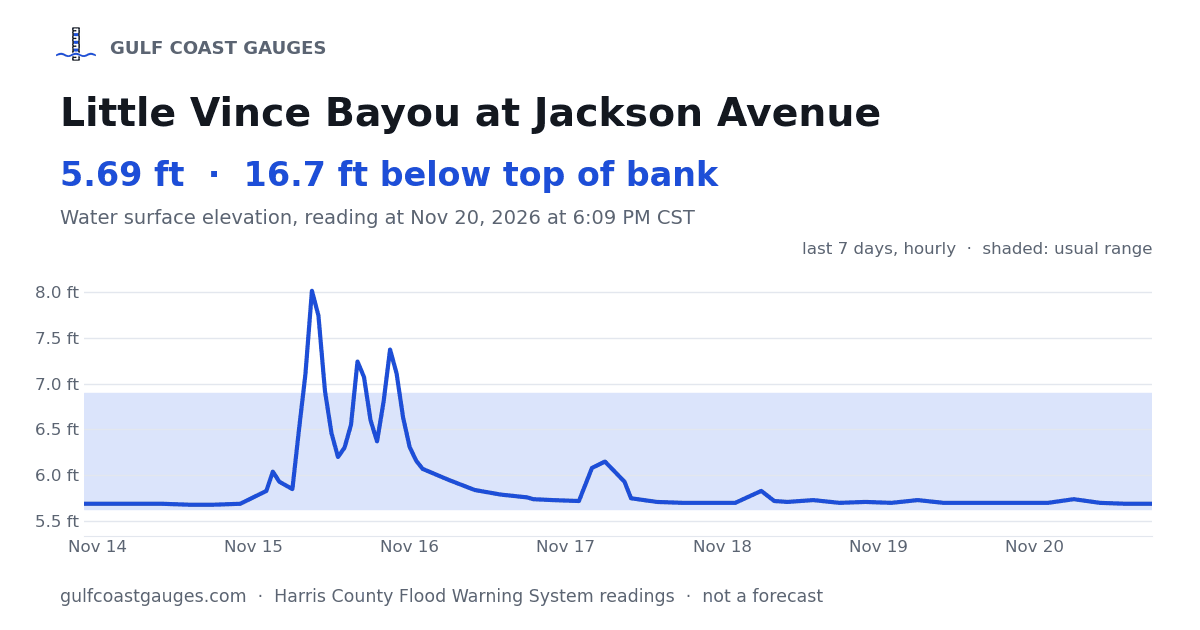 GULF COAST GAUGES
Little Vince Bayou at Jackson Avenue
5.69 ft · 16.7 ft below top of bank
Water surface elevation, reading at Nov 20, 2026 at 6:09 PM CST
last 7 days, hourly · shaded: usual range
8.0 ft
7.5 ft
7.0 ft
6.5 ft
6.0 ft
5.5 ft
Nov 14 Nov 15 Nov 16 Nov 17 Nov 18 Nov 19 Nov 20
gulfcoastgauges.com · Harris County Flood Warning System readings · not a forecast